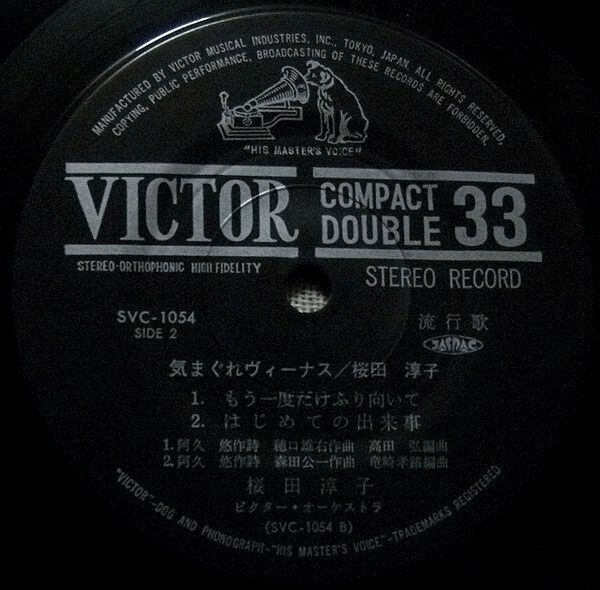 MANUFACTURED BY VICTOR MUSICAL INDUSTRIES, INC., TOKYO, JAPAN. ALL RIGHTS RESERVED,
COPYING, PUBLIC PERFORMANCE, BROADCASTING OF THESE RECORDS ARE FORBIDDEN.
"HIS MASTER'S VOICE"
VICTOR
COMPACT
DOUBLE 33
STEREO-ORTHOPHONIC HIGH FIDELITY
STEREO RECORD
SVC-1054
SIDE 2
流行歌
JASRAC
気まぐれヴィーナス/桜田 淳子
1. もう一度だけふり向いて
2. はじめての出来事
1. 阿久 悠作詩 穂口雄右作曲 高田 弘編曲
2. 阿久 悠作詩 森田公一作曲 竜崎孝路編曲
桜田淳子
ビクター・オーケストラ
(SVC-1054 B)
"VICTOR"-DOG AND PHONOGRAPH-"HIS MASTER'S VOICE"-TRADEMARKS REGISTERED